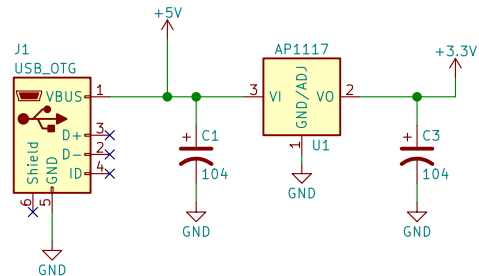 +5V
J1
USB_OTG
AP1117
+3.3V
VBUS 1
3 VI
GND/ADJ
VO 2
D+ 3
D- 2
ID 4
Shield
GND
6
5
+ C1
104
1
U1
+ C3
104
GND
GND
GND
GND